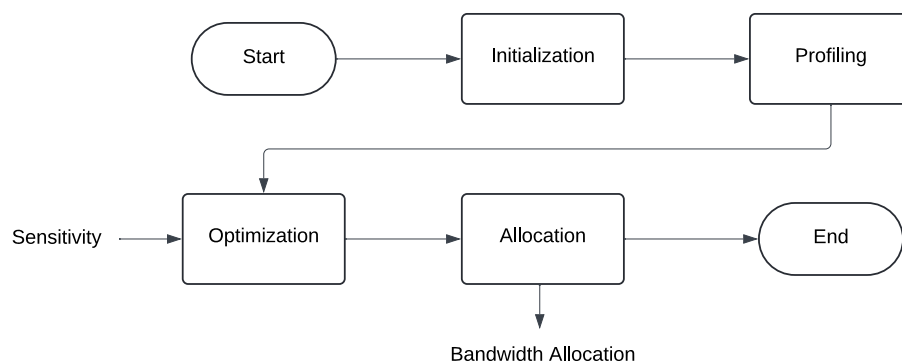 Start
Initialization
Profiling
Sensitivity
Optimization
Allocation
End
Bandwidth Allocation